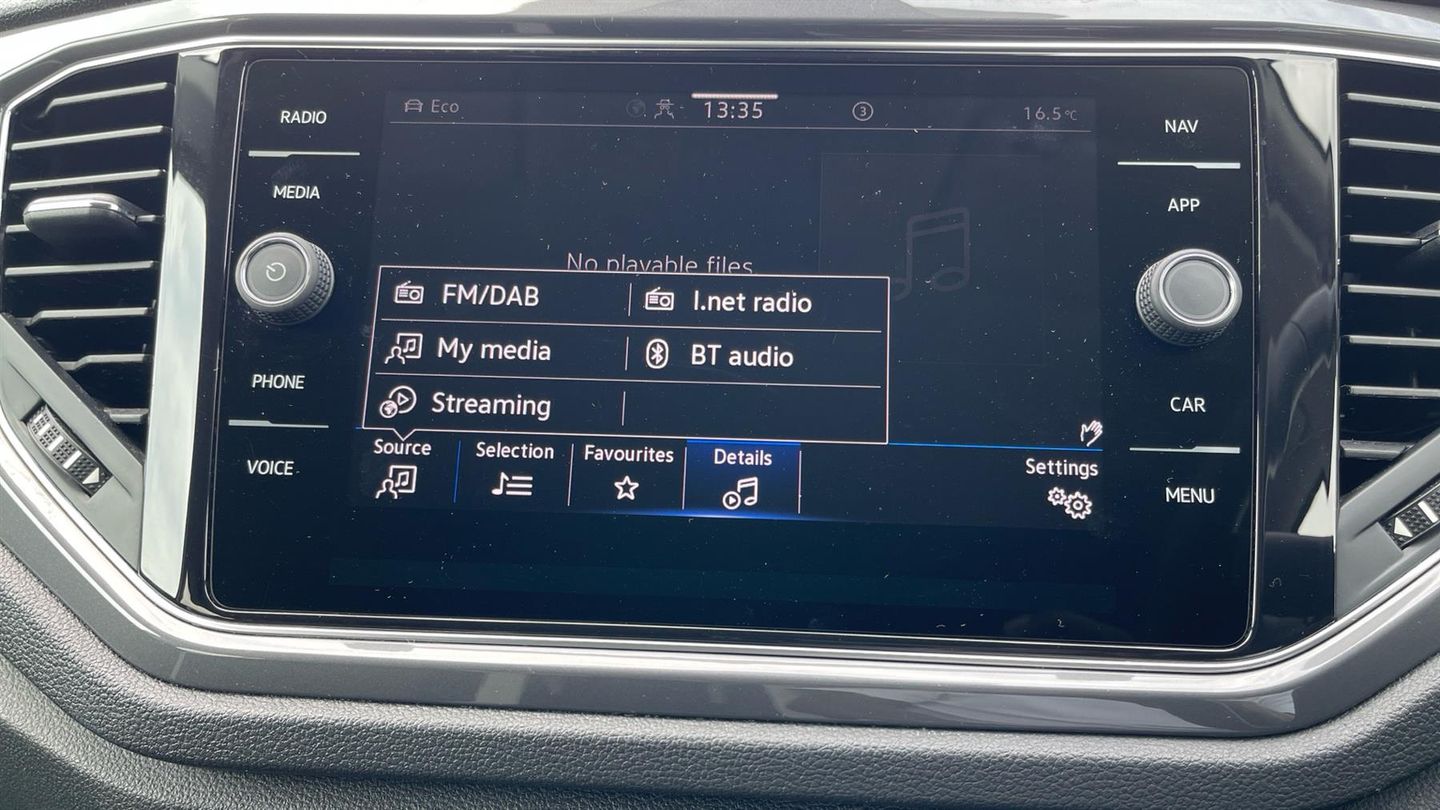 RADIO
MEDIA
PHONE
VOICE
Eco
13:35
3
16.5°C
No playable files
FM/DAB
I.net radio
My media
BT audio
Streaming
Source
Selection
Favourites
Details
Settings
NAV
APP
CAR
MENU